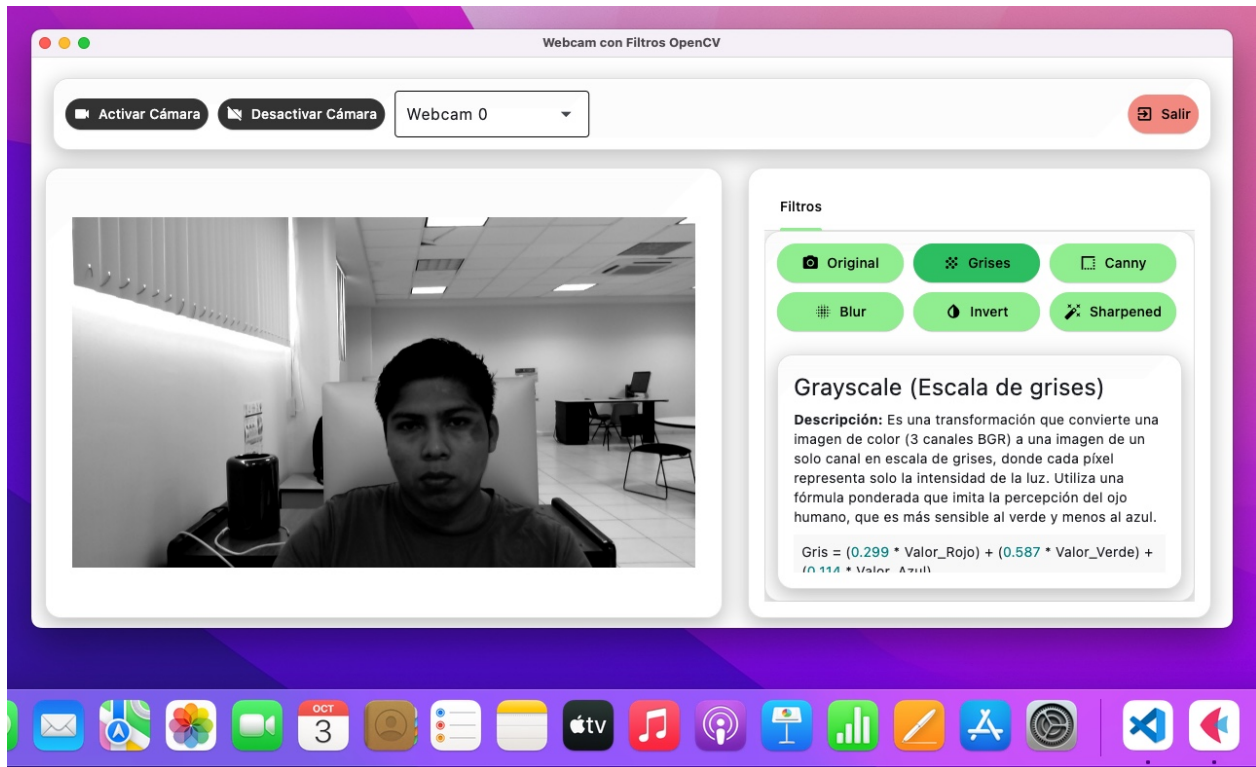 Webcam con Filtros OpenCV
Activar Cámara
Desactivar Cámara
Webcam 0
Salir
Filtros
Original
Grises
Canny
Blur
Invert
Sharpened
Grayscale (Escala de grises)
Descripción: Es una transformación que convierte una
imagen de color (3 canales BGR) a una imagen de un
solo canal en escala de grises, donde cada píxel
representa solo la intensidad de la luz. Utiliza una
fórmula ponderada que imita la percepción del ojo
humano, que es más sensible al verde y menos al azul.
Gris = (0.299 * Valor_Rojo) + (0.587 * Valor_Verde) +
(0.114 * Valor_Azul)
OCT
3
tv